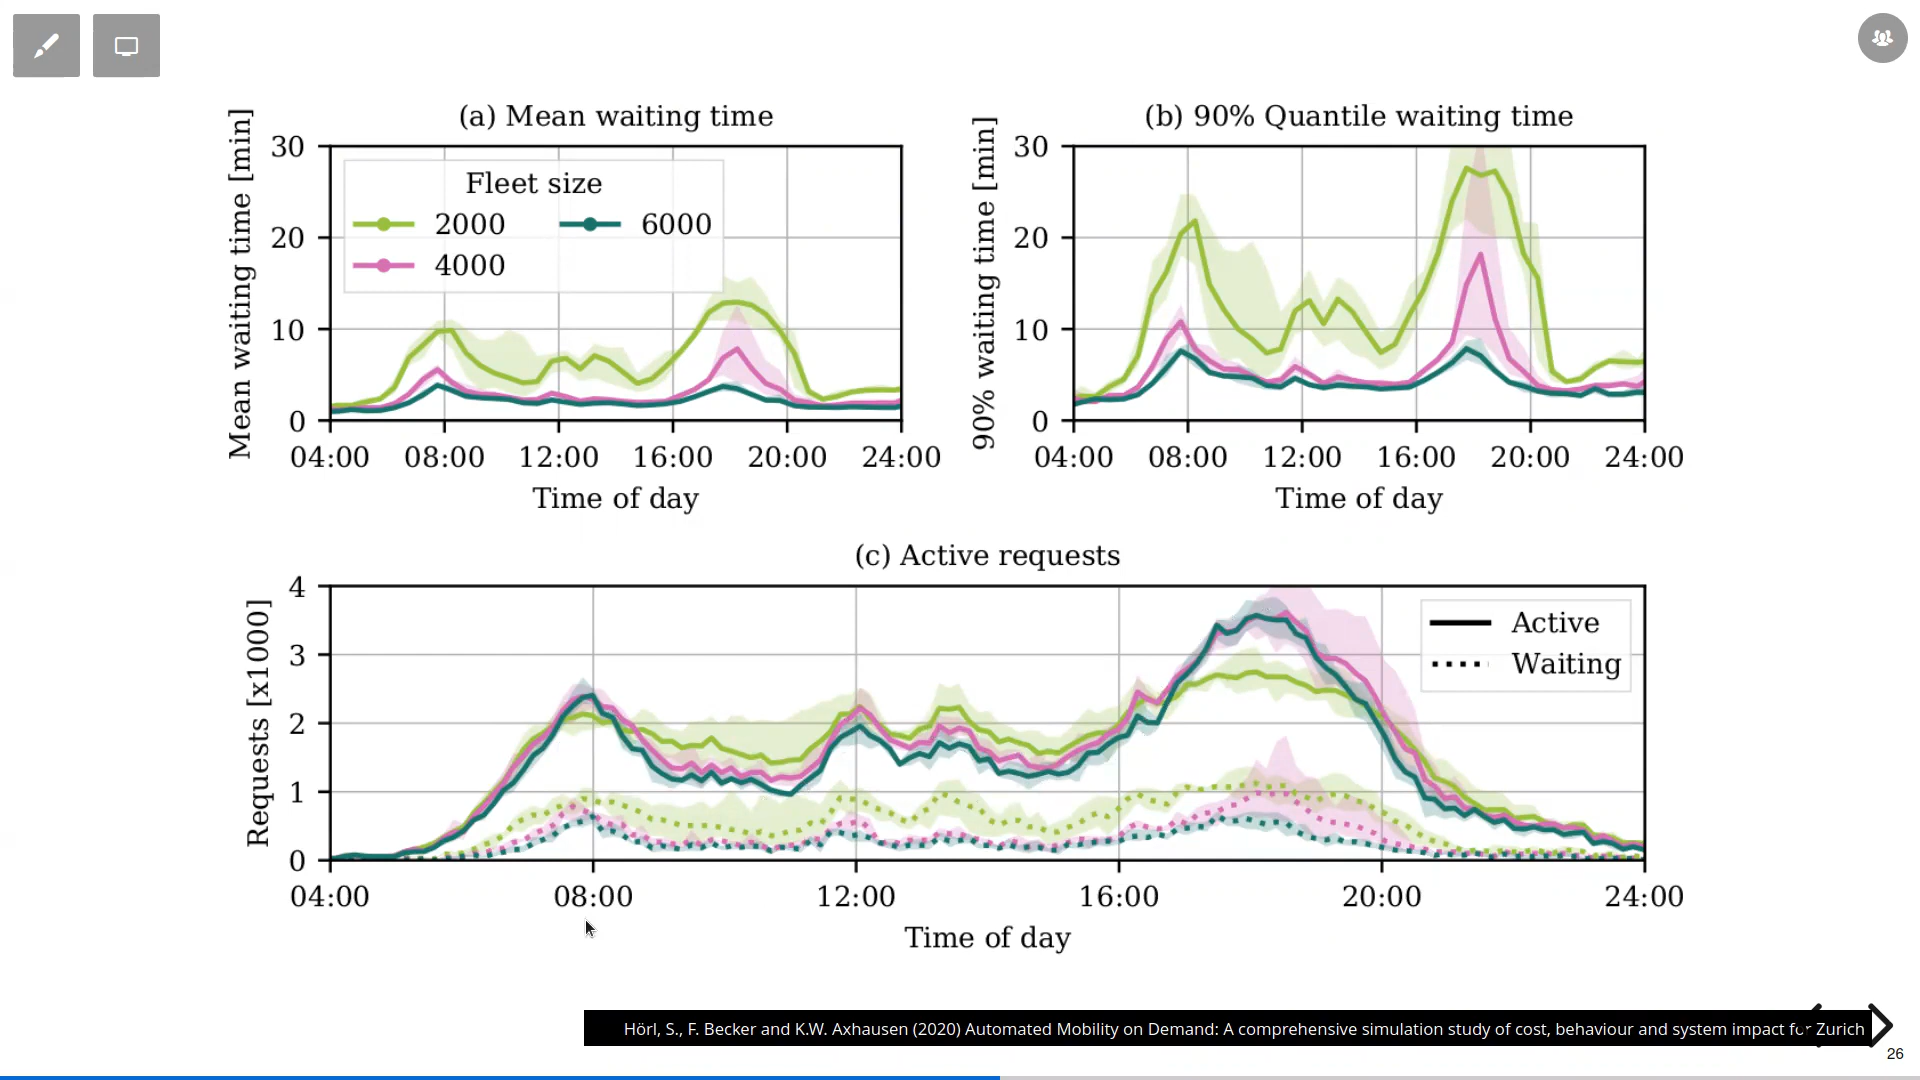 (a) Mean waiting time
Mean waiting time [min]
30
20
10
0
Fleet size
2000
6000
4000
04:00 08:00 12:00 16:00 20:00 24:00
Time of day
(b) 90% Quantile waiting time
90% waiting time [min]
30
20
10
0
04:00 08:00 12:00 16:00 20:00 24:00
Time of day
(c) Active requests
Requests [x1000]
4
3
2
1
0
Active
Waiting
04:00 08:00 12:00 16:00 20:00 24:00
Time of day
Hörl, S., F. Becker and K.W. Axhausen (2020) Automated Mobility on Demand: A comprehensive simulation study of cost, behaviour and system impact for Zurich
26